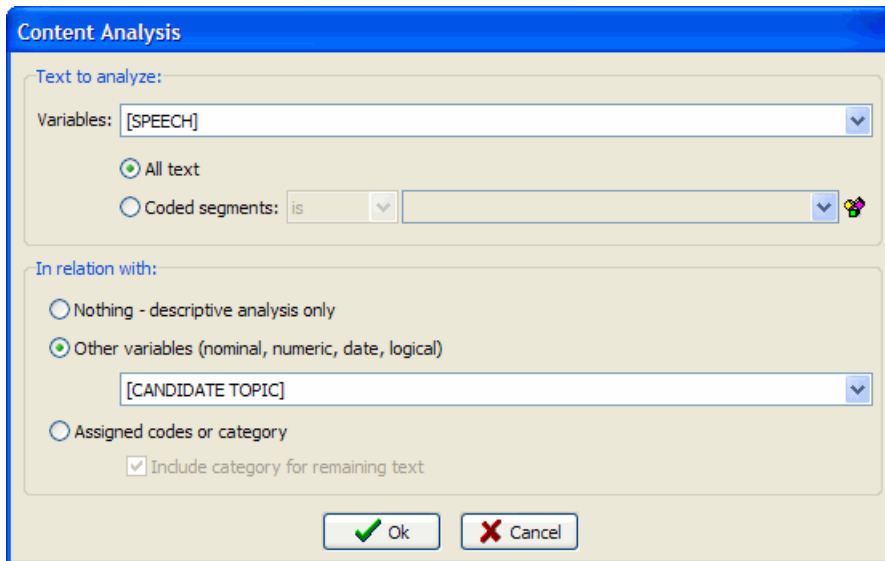 Content Analysis
Text to analyze:
Variables: [SPEECH]
All text
Coded segments: is
In relation with:
Nothing - descriptive analysis only
Other variables (nominal, numeric, date, logical)
[CANDIDATE TOPIC]
Assigned codes or category
Include category for remaining text
Ok Cancel